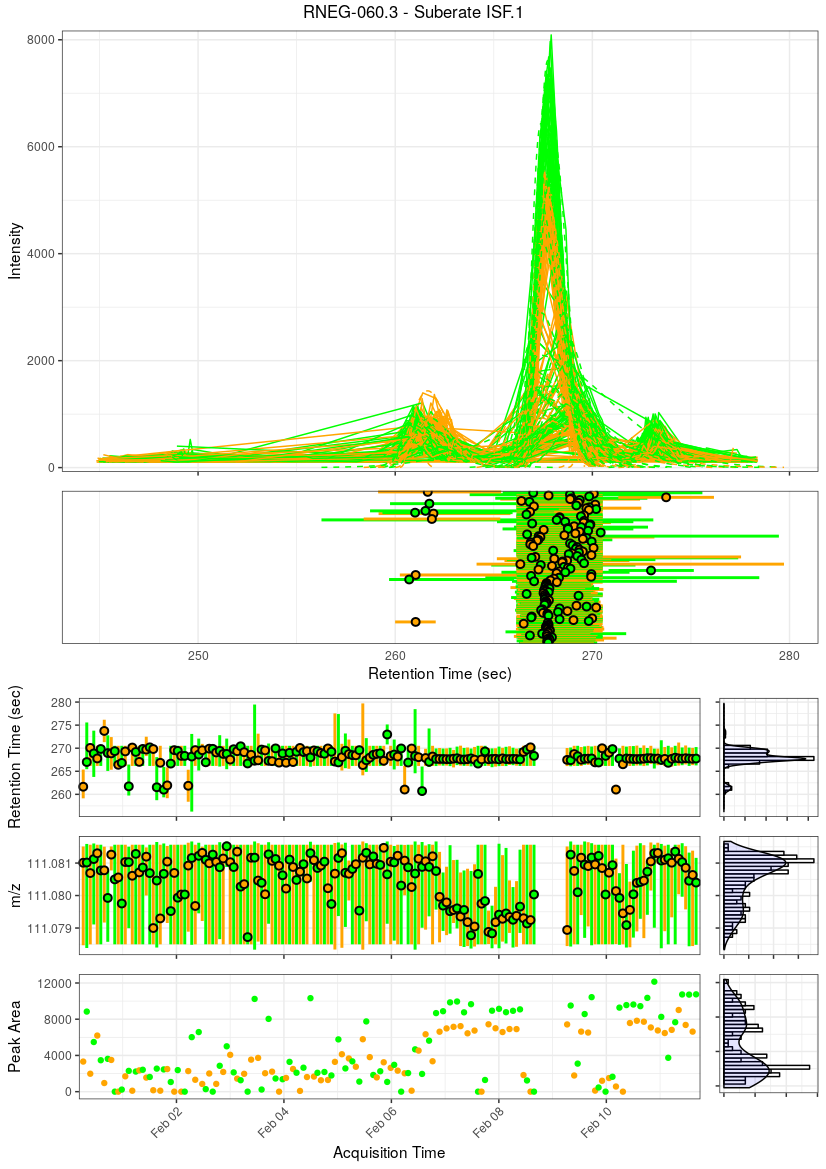 RNEG-060.3 - Suberate ISF.1
8000
6000
4000
2000
0
Intensity
250 260 270 280
Retention Time (sec)
280
275
270
265
260
Retention Time (sec)
111.081
111.080
111.079
m/z
12000
8000
4000
0
Peak Area
Feb 02 Feb 04 Feb 06 Feb 08 Feb 10
Acquisition Time